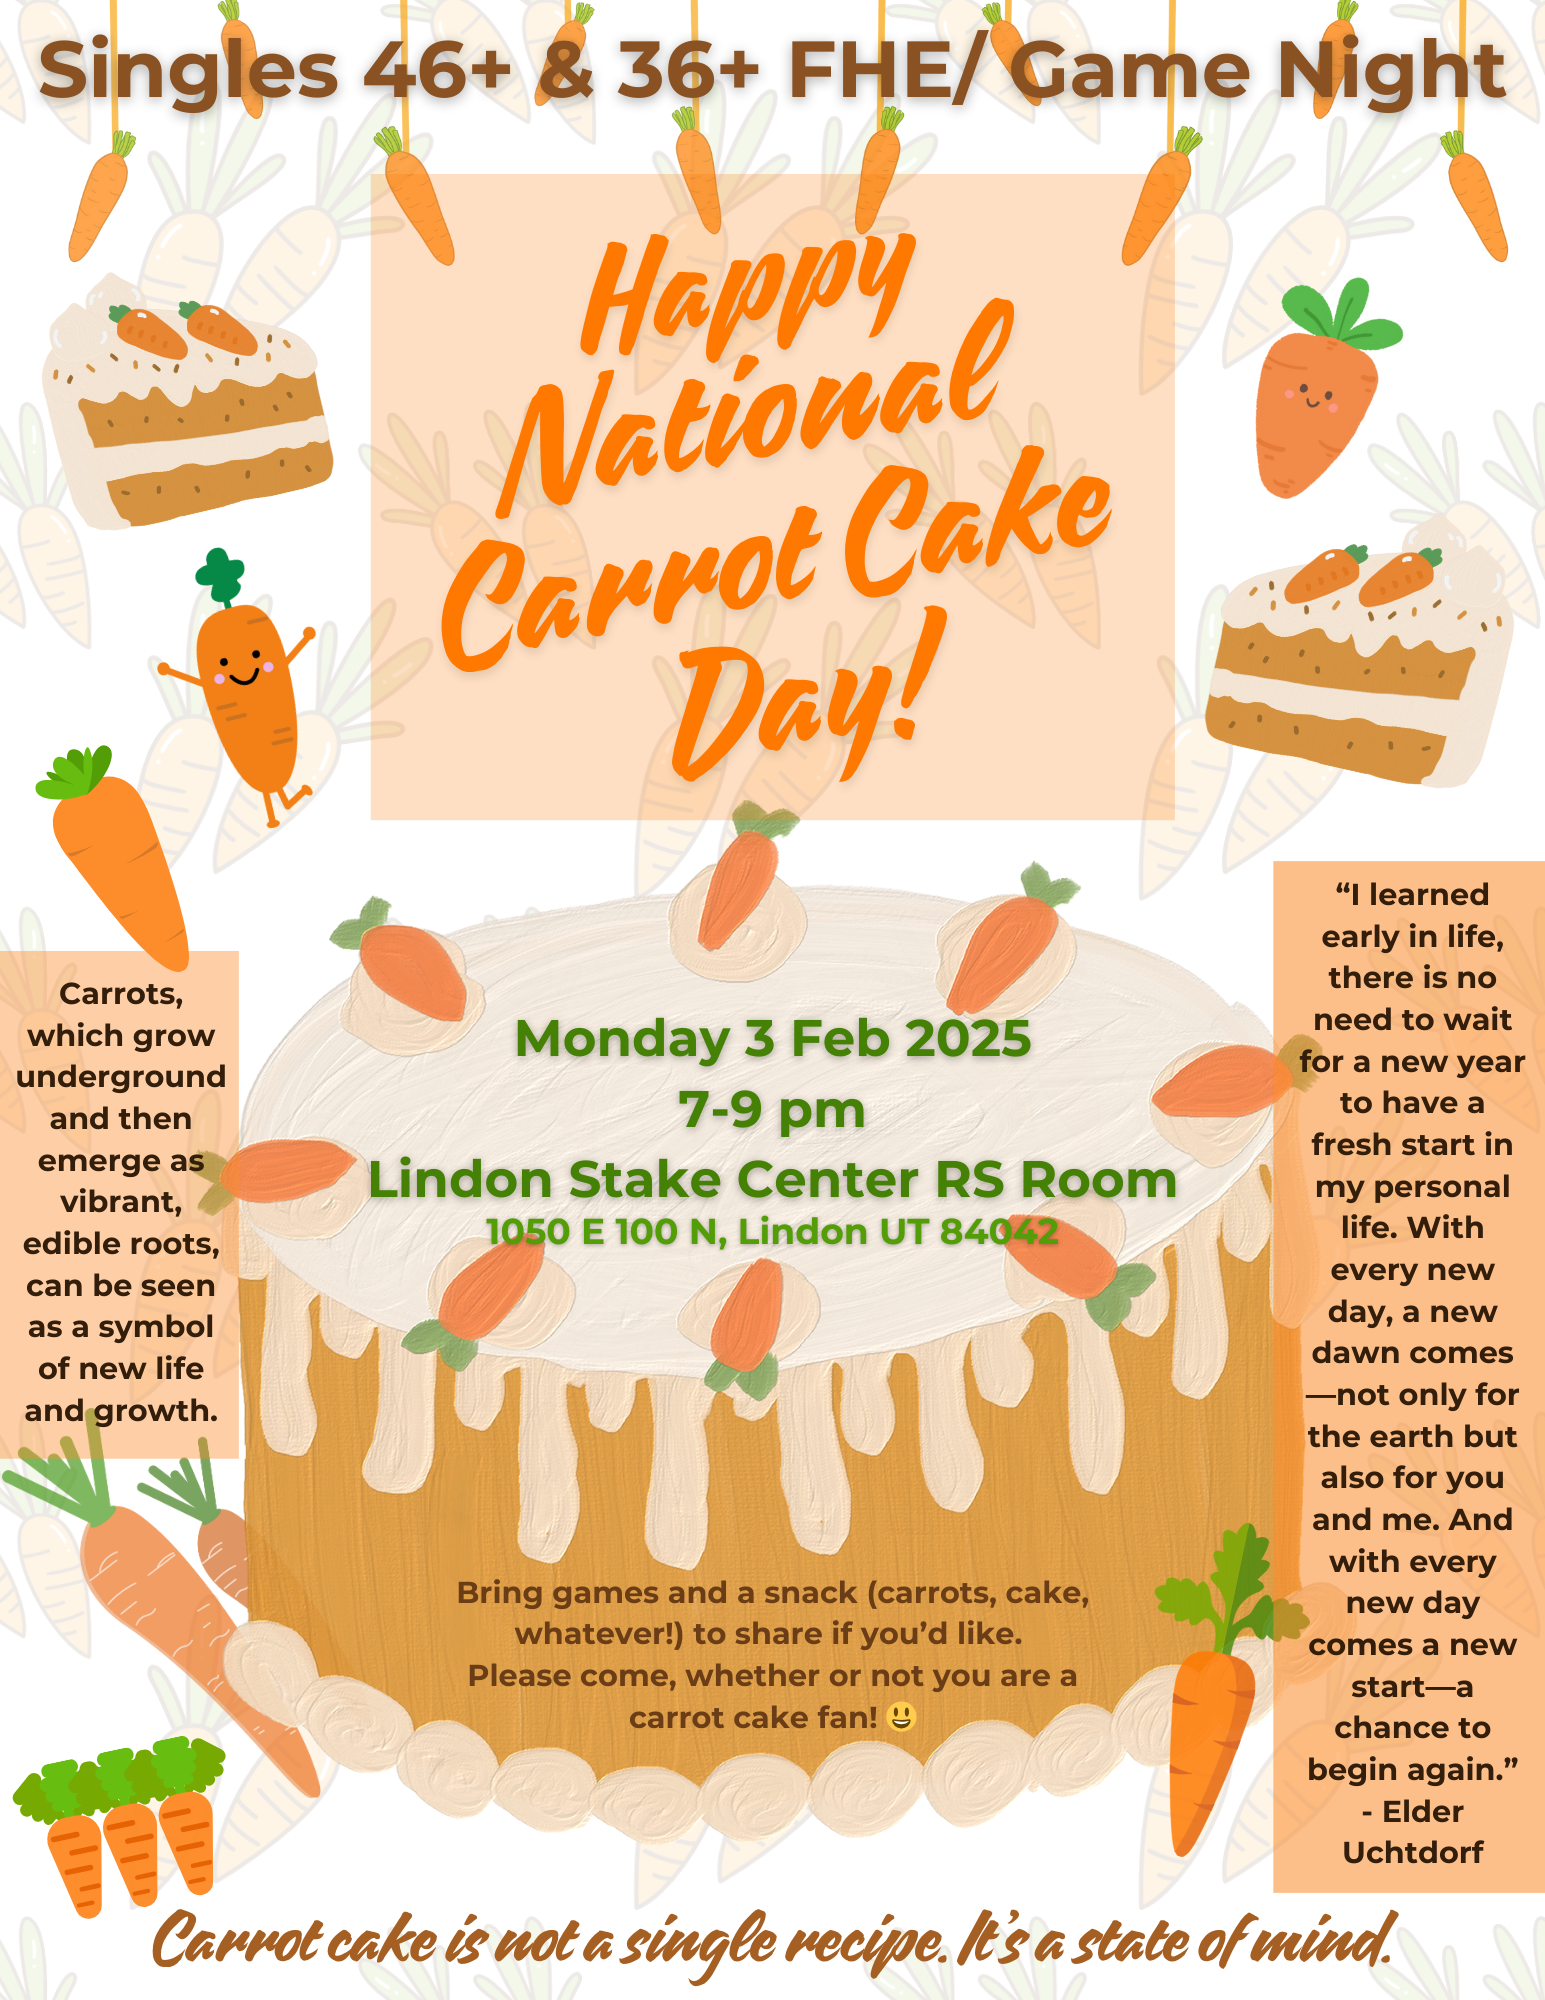 Singles 46+ & 36+ FHE/ Game Night
Happy
National
Carrot Cake
Day!
Carrots,
which grow
underground
and then
emerge as
vibrant,
edible roots,
can be seen
as a symbol
of new life
and growth.
Monday 3 Feb 2025
7-9 pm
Lindon Stake Center RS Room
1050 E 100 N, Lindon UT 84042
Bring games and a snack (carrots, cake,
whatever!) to share if you’d like.
Please come, whether or not you are a
carrot cake fan! 😃
“I learned
early in life,
there is no
need to wait
for a new year
to have a
fresh start in
my personal
life. With
every new
day, a new
dawn comes
—not only for
the earth but
also for you
and me. And
with every
new day
comes a new
start—a
chance to
begin again.”
- Elder
Uchtdorf
Carrot cake is not a single recipe. It’s a state of mind.